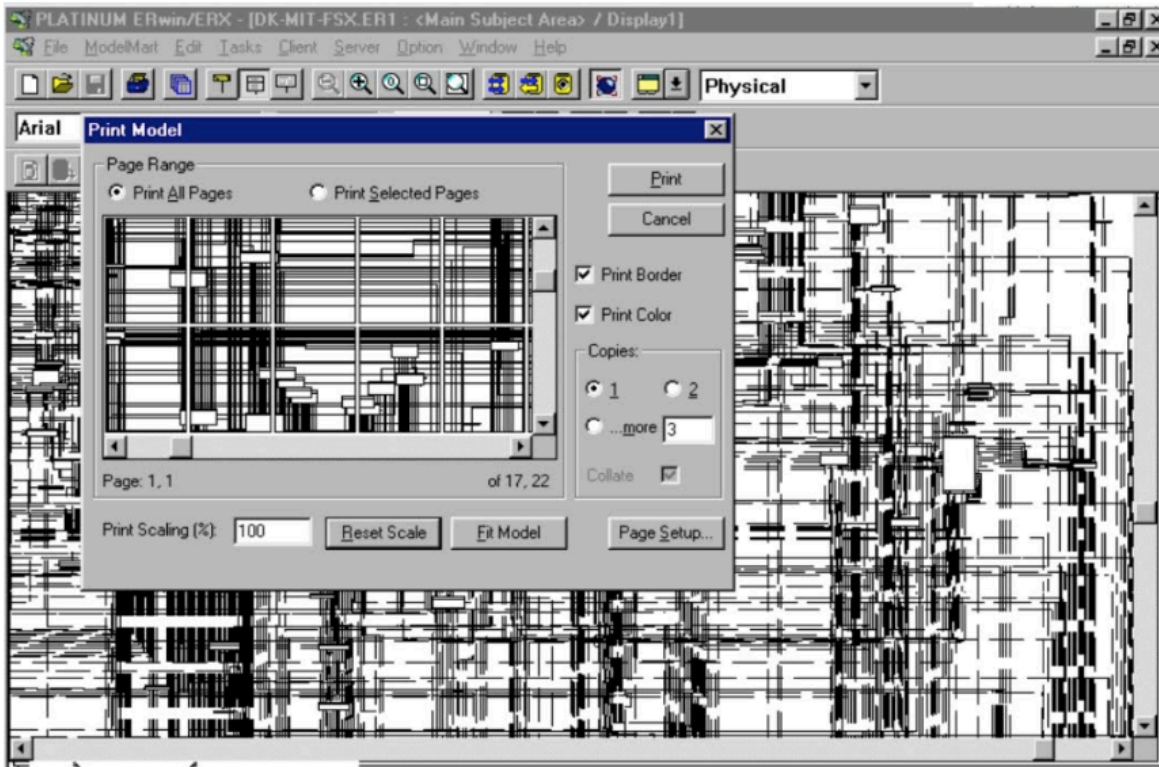 PLATINUM ERwin/ERX - [DK-MIT-FSX.ER1 : <Main Subject Area> / Display1]
File ModelMart Edit Tasks Client Server Option Window Help
Physical
Arial
Print Model
Page Range
Print All Pages Print Selected Pages
Print
Cancel
Print Border
Print Color
Copies:
1 2
...more 3
Collate
Page: 1, 1 of 17, 22
Print Scaling (%): 100 Reset Scale Fit Model Page Setup...